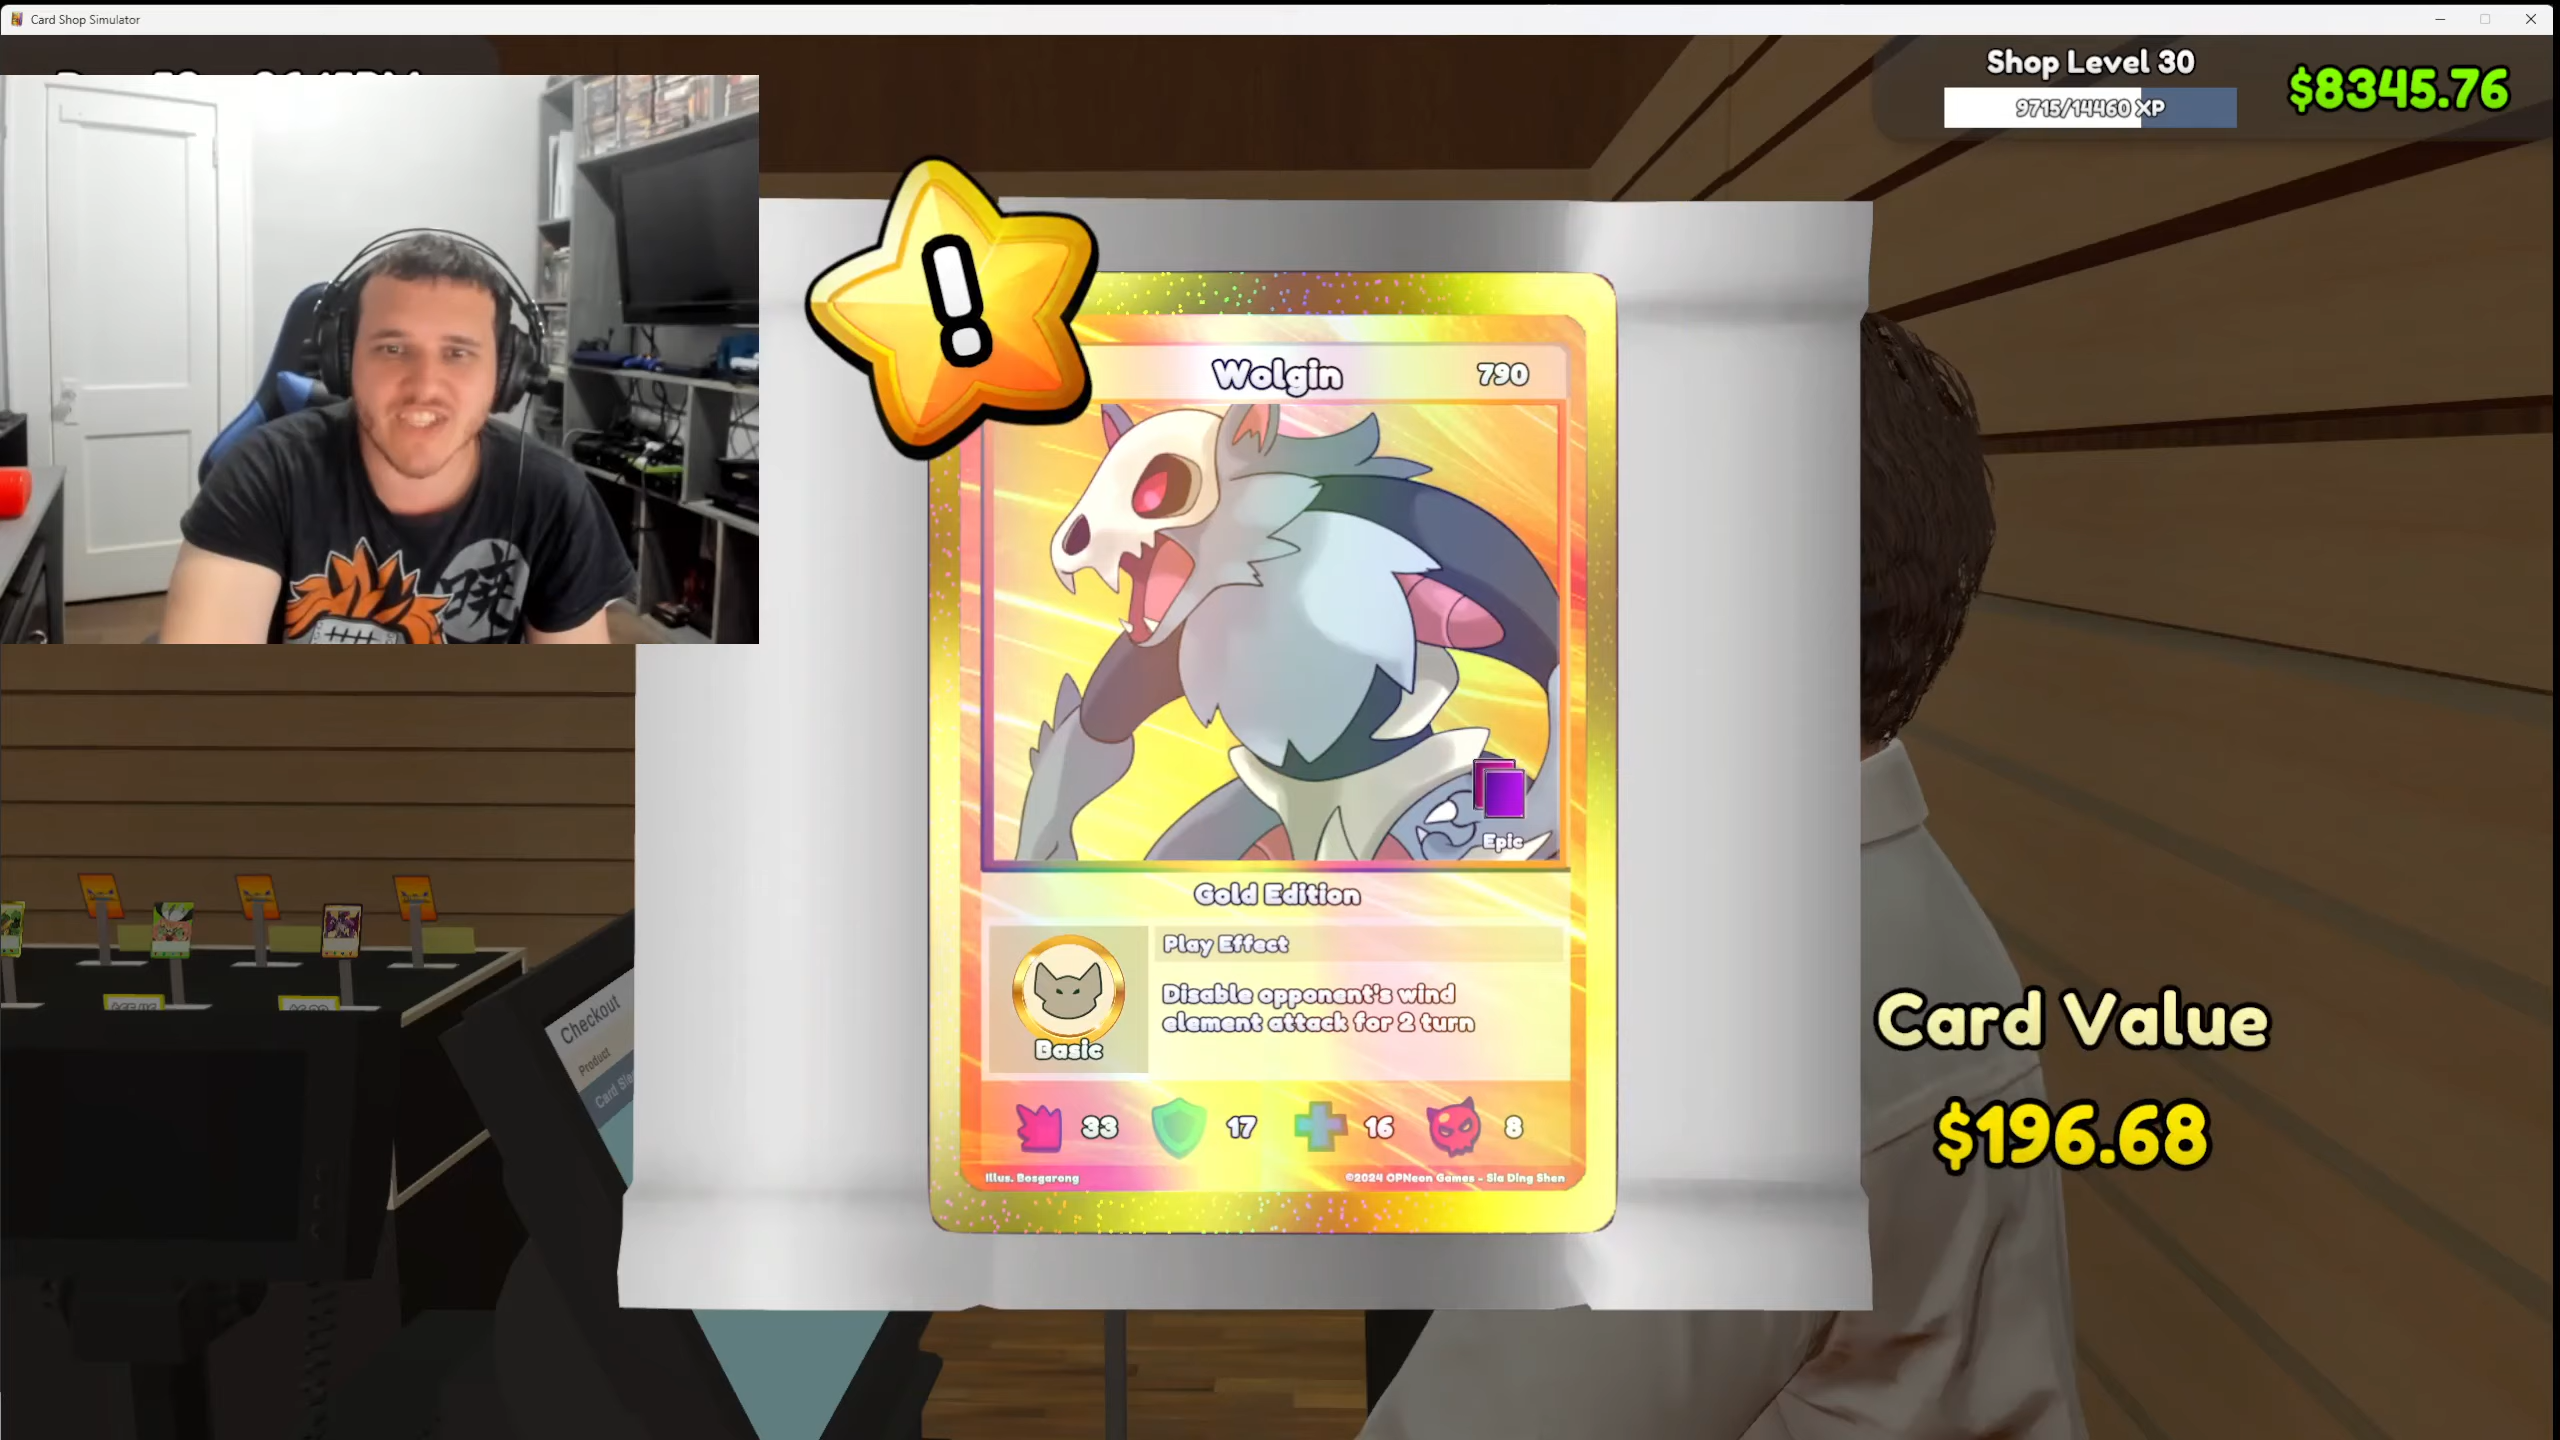 Card Shop Simulator
Shop Level 30
9715/14460 XP
$8345.76
Wolgin
790
Epic
Gold Edition
Play Effect
Disable opponent's wind
element attack for 2 turn
Basic
33
17
16
8
Illus. Bosgarong
©2024 OPNeon Games - Sia Ding Shen
Card Value
$196.68
Checkout
Product
Card
暁